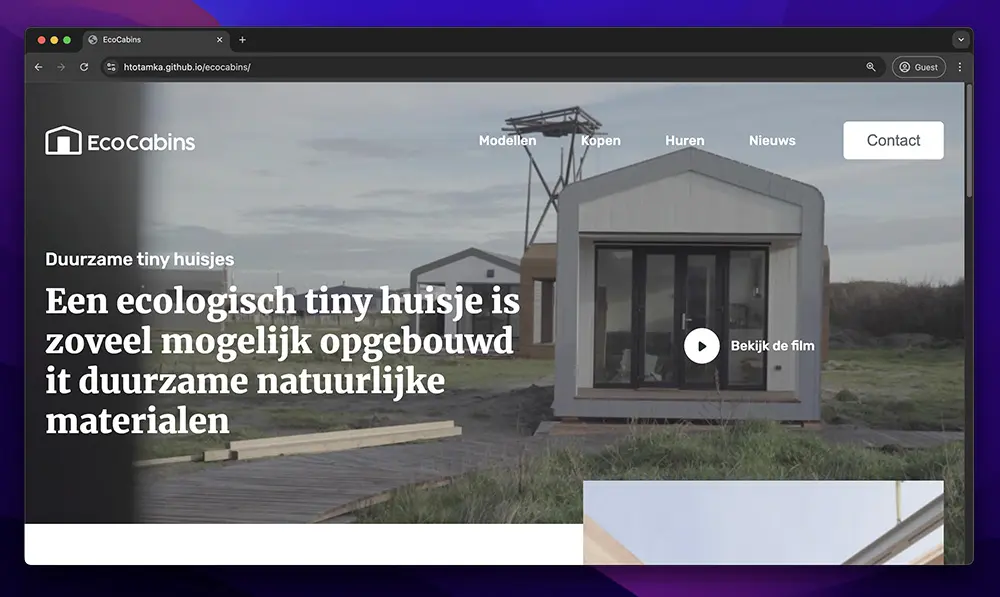 EcoCabins
htotamka.github.io/ecocabins/
Guest
EcoCabins
Modellen Kopen Huren Nieuws Contact
Duurzame tiny huisjes
Een ecologisch tiny huisje is
zoveel mogelijk opgebouwd
it duurzame natuurlijke
materialen
Bekijk de film